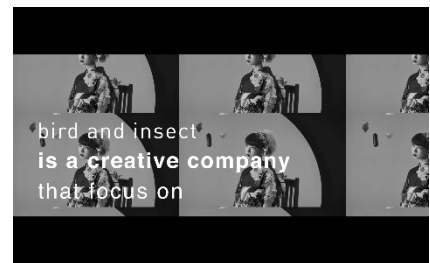 bird and insect
is a creative company
that focus on